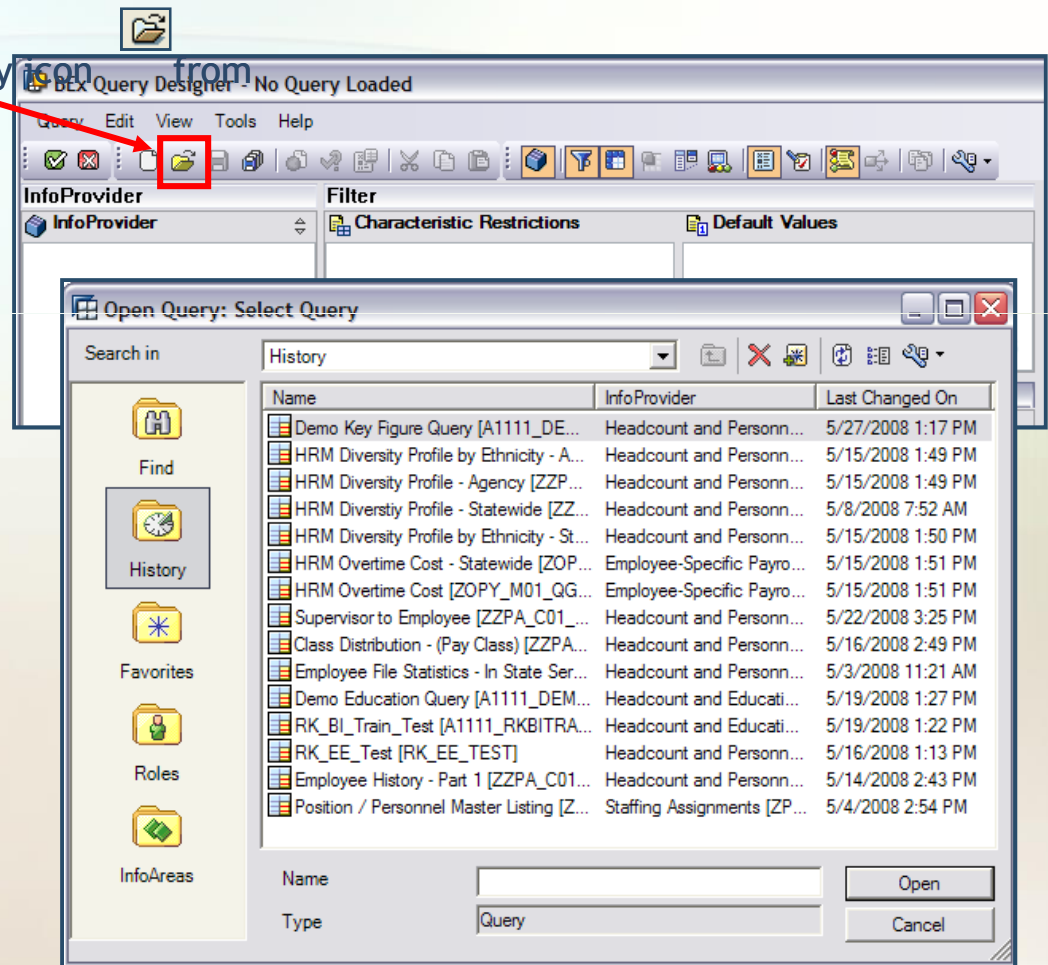 y icon from
BEx Query Designer - No Query Loaded
Query Edit View Tools Help
InfoProvider Filter
InfoProvider Characteristic Restrictions Default Values
Open Query: Select Query
Search in History
Name InfoProvider Last Changed On
Demo Key Figure Query [A1111_DE... Headcount and Personn... 5/27/2008 1:17 PM
HRM Diversity Profile by Ethnicity - A... Headcount and Personn... 5/15/2008 1:49 PM
HRM Diversity Profile - Agency [ZZP... Headcount and Personn... 5/15/2008 1:49 PM
HRM Diverstiy Profile - Statewide [ZZ... Headcount and Personn... 5/8/2008 7:52 AM
HRM Diversity Profile by Ethnicity - St... Headcount and Personn... 5/15/2008 1:50 PM
HRM Overtime Cost - Statewide [ZOP... Employee-Specific Payro... 5/15/2008 1:51 PM
HRM Overtime Cost [ZOPY_M01_QG... Employee-Specific Payro... 5/15/2008 1:51 PM
Supervisor to Employee [ZZPA_C01_... Headcount and Personn... 5/22/2008 3:25 PM
Class Distribution - (Pay Class) [ZZPA... Headcount and Personn... 5/16/2008 2:49 PM
Employee File Statistics - In State Ser... Headcount and Personn... 5/3/2008 11:21 AM
Demo Education Query [A1111_DEM... Headcount and Educati... 5/19/2008 1:27 PM
RK_BI_Train_Test [A1111_RKBITRA... Headcount and Educati... 5/19/2008 1:22 PM
RK_EE_Test [RK_EE_TEST] Headcount and Personn... 5/16/2008 1:13 PM
Employee History - Part 1 [ZZPA_C01... Headcount and Personn... 5/14/2008 2:43 PM
Position / Personnel Master Listing [Z... Staffing Assignments [ZP... 5/4/2008 2:54 PM
Find
History
Favorites
Roles
InfoAreas
Name Open
Type Query Cancel